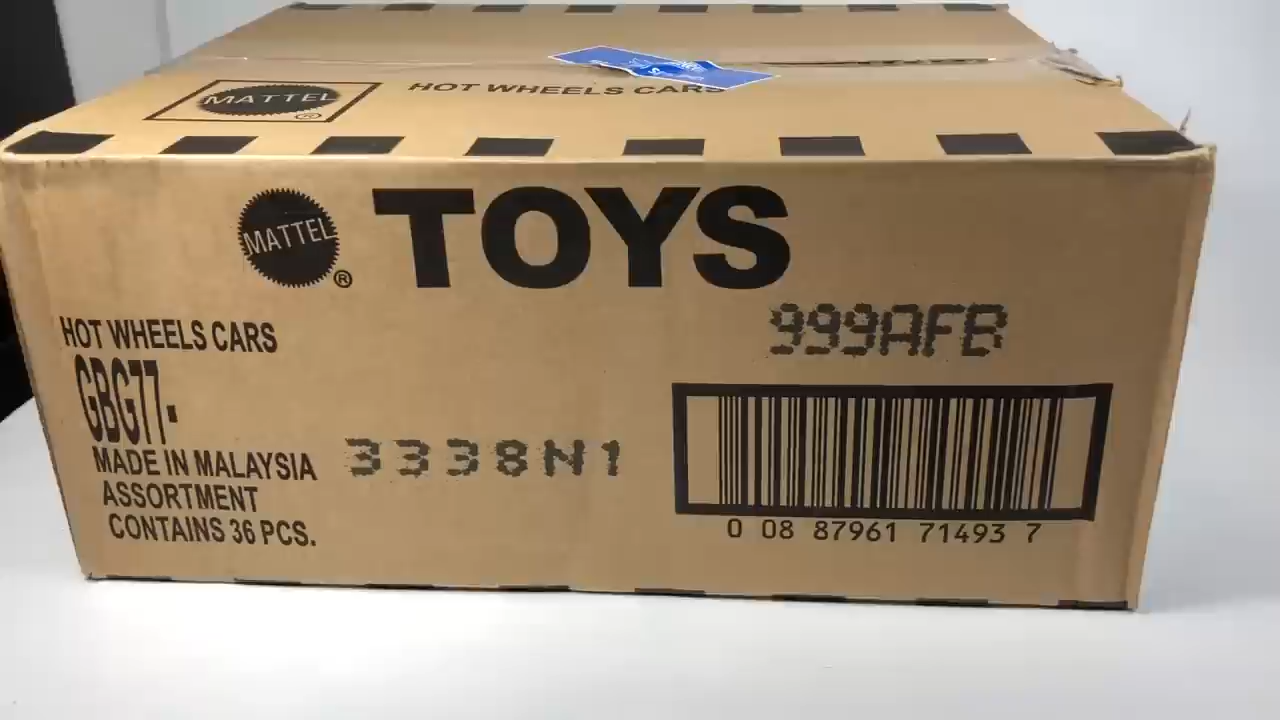 MATTEL
®
HOT WHEELS CARS
MATTEL
®
TOYS
HOT WHEELS CARS
GBG77-
MADE IN MALAYSIA
ASSORTMENT
CONTAINS 36 PCS.
3338N1
999AFB
0 08 87961 71493 7